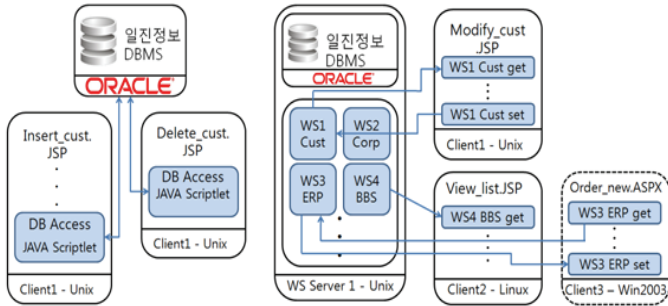 일진정보
DBMS
ORACLE
Insert_cust.
JSP
DB Access
JAVA Scriptlet
Client1 - Unix
Delete_cust.
JSP
DB Access
JAVA Scriptlet
Client1 - Unix
일진정보
DBMS
ORACLE
WS1
Cust
WS2
Corp
WS3
ERP
WS4
BBS
WS Server 1 - Unix
Modify_cust
.JSP
WS1 Cust get
WS1 Cust set
Client1 - Unix
View_list.JSP
WS4 BBS get
Client2 - Linux
Order_new.ASPX
WS3 ERP get
WS3 ERP set
Client3 – Win2003